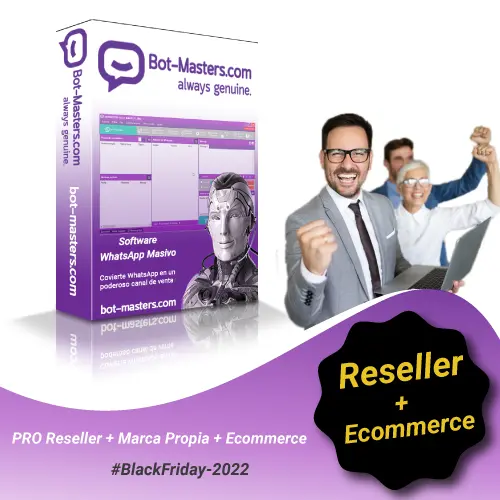 Bot-Masters.com
always genuine.
bot-masters.com
Bot-Masters.com
always genuine.
Software
WhatsApp Masivo
Covierte WhatsApp en un
poderoso canal de venta
bot-masters.com
Reseller
+
Ecommerce
PRO Reseller + Marca Propia + Ecommerce
#BlackFriday-2022